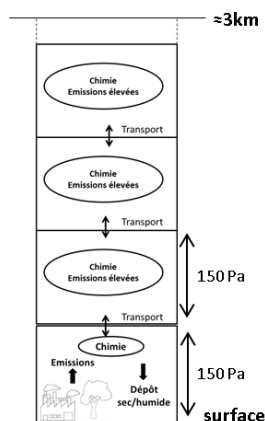 ≈3km
Chimie
Emissions élevées
Transport
Chimie
Emissions élevées
Transport
Chimie
Emissions élevées
150 Pa
Transport
Chimie
Emissions
150 Pa
Dépôt
sec/humide
surface